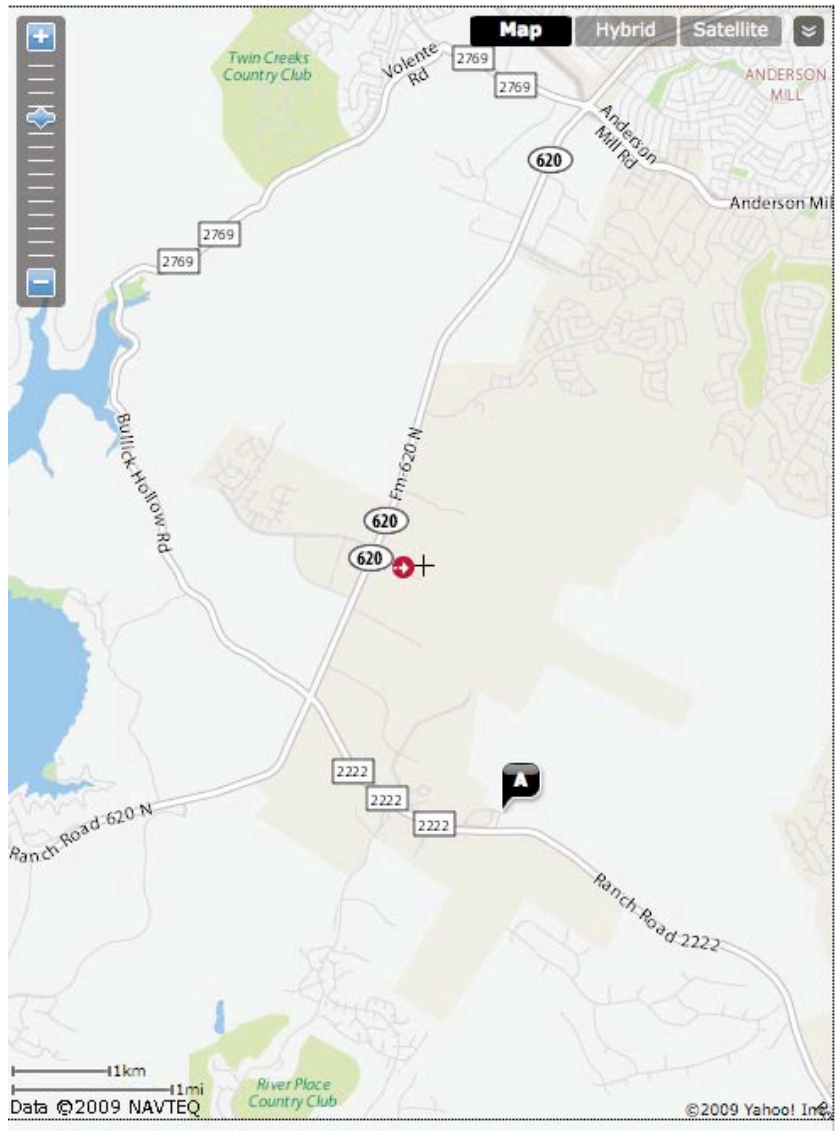 Map
Hybrid
Satellite
Twin Creeks
Country Club
Volente
Rd
2769
2769
ANDERSON
MILL
Anderson
Mill Rd
620
Anderson Mil
2769
2769
Bullick Hollow Rd
Fm-620 N
620
620
2222
A
2222
2222
Ranch Road 620 N
Ranch Road 2222
1km
1mi
River Place
Country Club
Data ©2009 NAVTEQ
©2009 Yahoo! Inc